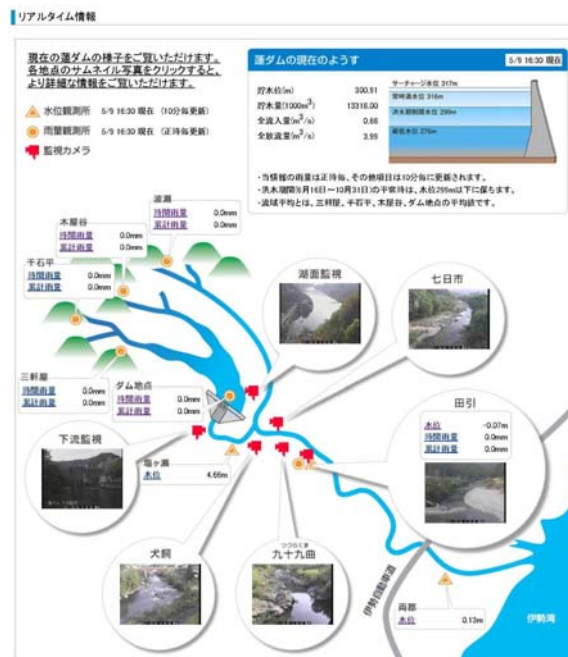 リアルタイム情報
現在の蓮ダムの様子をご覧いただけます。
各地点のサムネイル写真をクリックすると、
より詳細な情報をご覧いただけます。
水位観測所 5/9 16:30 現在 (10分毎更新)
雨量観測所 5/9 16:30 現在 (正時毎更新)
監視カメラ
蓮ダムの現在のようす
5/9 16:30 現在
貯水位(m) 300.91
貯水量(1000m³) 13318.00
全流入量(m³/s) 0.88
全放流量(m³/s) 3.99
サーチャージ水位 317m
常時満水位 316m
洪水期制限水位 299m
最低水位 276m
・当情報の雨量は正時毎、その他項目は10分毎に更新されます。
・洪水期間(6月16日~10月31日)の平常時は、水位299m以下に保ちます。
・流域平均とは、三軒屋、千石平、木屋谷、ダム地点の平均値です。
波瀬
時間雨量 0.0mm
累計雨量 0.0mm
木屋谷
時間雨量 0.0mm
累計雨量 0.0mm
千石平
時間雨量 0.0mm
累計雨量 0.0mm
三軒屋
時間雨量 0.0mm
累計雨量 0.0mm
ダム地点
時間雨量 0.0mm
累計雨量 0.0mm
湖面監視
七日市
田引
水位 -0.07m
時間雨量 0.0mm
累計雨量 0.0mm
下流監視
塩ヶ瀬
水位 4.66m
犬飼
つづらくま
九十九曲
伊勢自動車道
両郡
水位 0.13m
伊勢湾